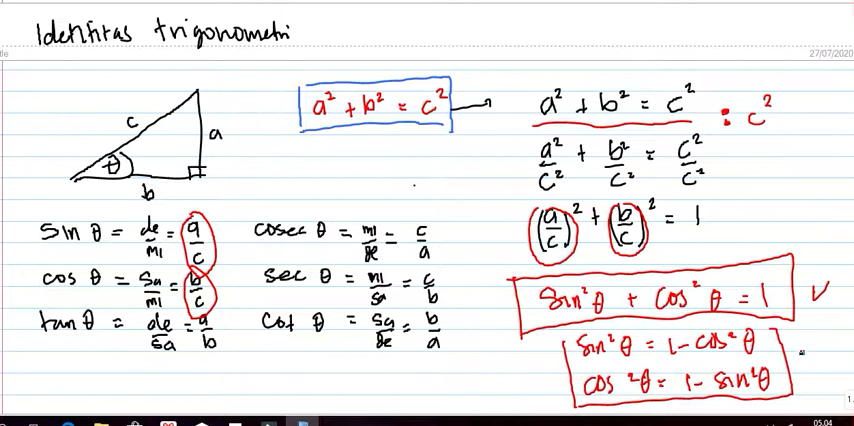 Identitas trigonometri
27/07/2020
c
a
θ
b
a² + b² = c²
a² + b² = c² : c²
a²/c² + b²/c² = c²/c²
(a/c)² + (b/c)² = 1
sin²θ + cos²θ = 1
sin²θ = 1 - cos²θ
cos²θ = 1 - sin²θ
sin θ = de/mi = a/c
cosec θ = mi/de = c/a
cos θ = sa/mi = b/c
sec θ = mi/sa = c/b
tan θ = de/sa = a/b
cot θ = sa/de = b/a
05.04